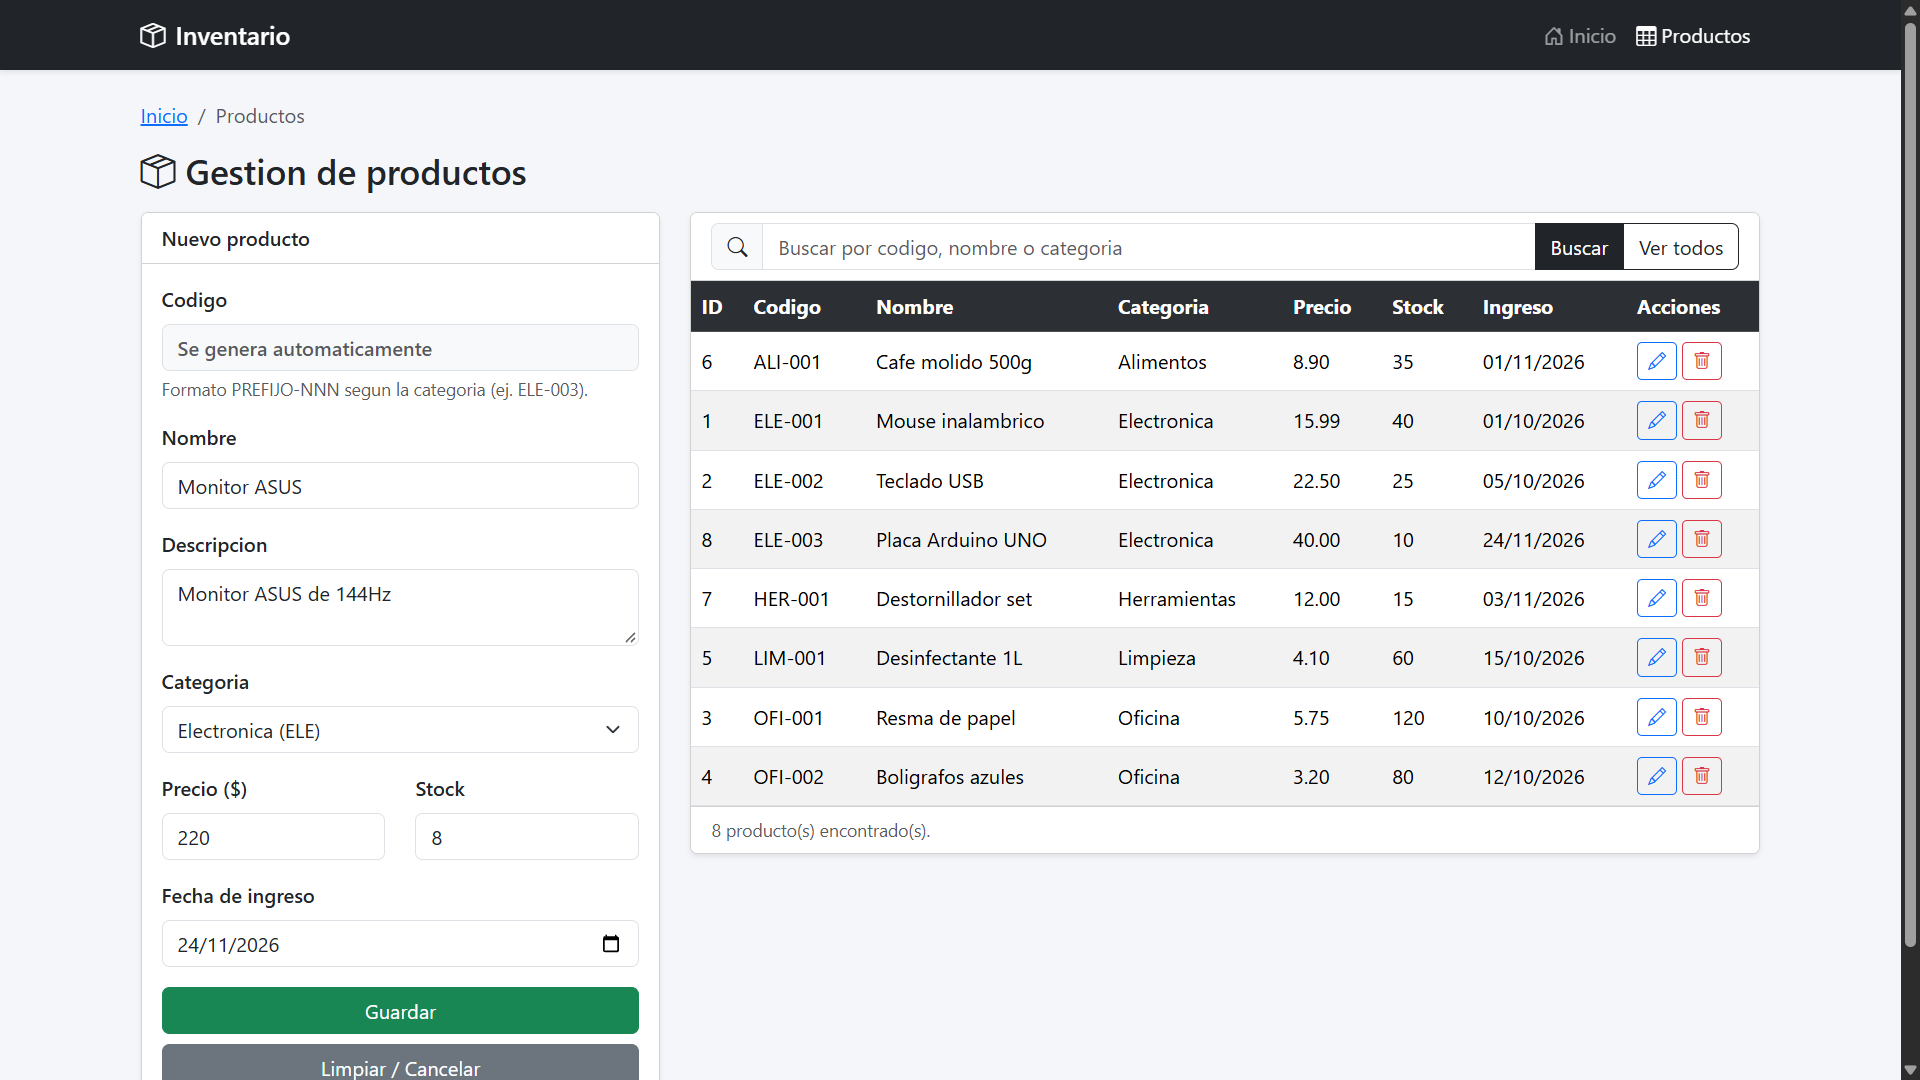 Inventario
Inicio Productos
Inicio / Productos
Gestion de productos
Nuevo producto
Codigo
Se genera automaticamente
Formato PREFIJO-NNN segun la categoria (ej. ELE-003).
Nombre
Monitor ASUS
Descripcion
Monitor ASUS de 144Hz
Categoria
Electronica (ELE)
Precio ($) Stock
220 8
Fecha de ingreso
24/11/2026
Guardar
Limpiar / Cancelar
Buscar por codigo, nombre o categoria Buscar Ver todos
ID Codigo Nombre Categoria Precio Stock Ingreso Acciones
6 ALI-001 Cafe molido 500g Alimentos 8.90 35 01/11/2026
1 ELE-001 Mouse inalambrico Electronica 15.99 40 01/10/2026
2 ELE-002 Teclado USB Electronica 22.50 25 05/10/2026
8 ELE-003 Placa Arduino UNO Electronica 40.00 10 24/11/2026
7 HER-001 Destornillador set Herramientas 12.00 15 03/11/2026
5 LIM-001 Desinfectante 1L Limpieza 4.10 60 15/10/2026
3 OFI-001 Resma de papel Oficina 5.75 120 10/10/2026
4 OFI-002 Boligrafos azules Oficina 3.20 80 12/10/2026
8 producto(s) encontrado(s).